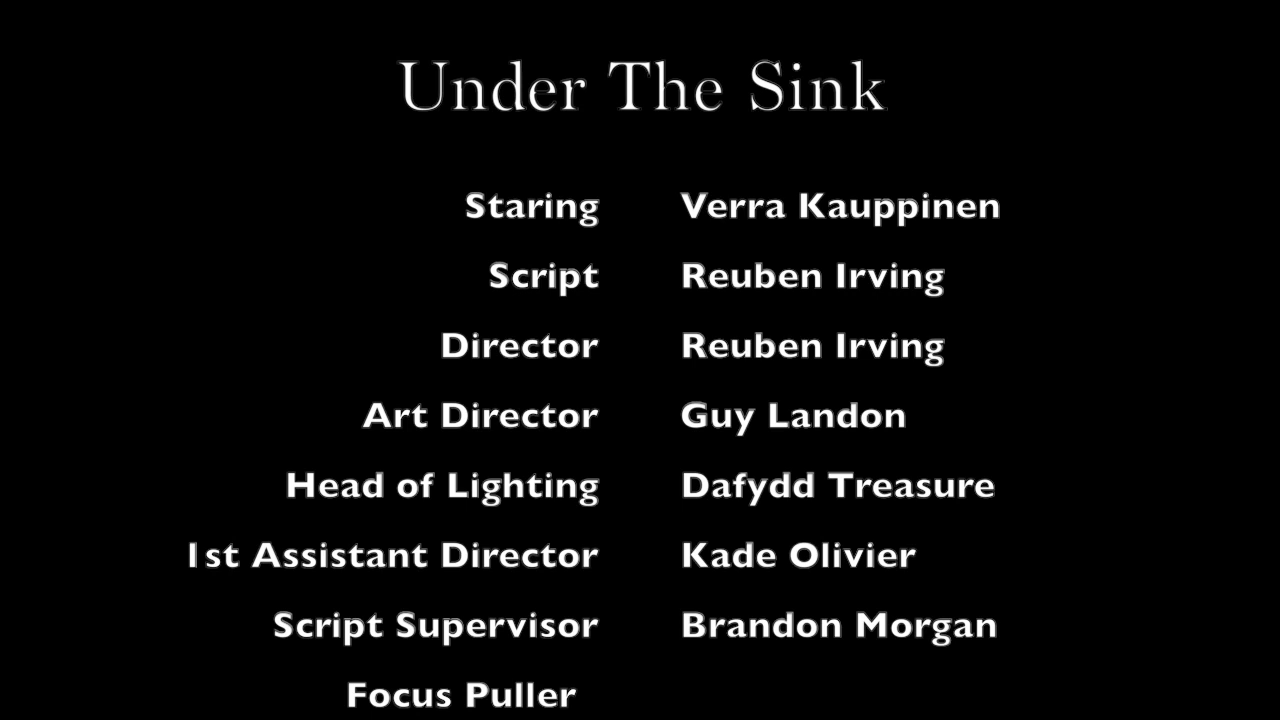 Under The Sink
Staring Verra Kauppinen
Script Reuben Irving
Director Reuben Irving
Art Director Guy Landon
Head of Lighting Dafydd Treasure
1st Assistant Director Kade Olivier
Script Supervisor Brandon Morgan
Focus Puller